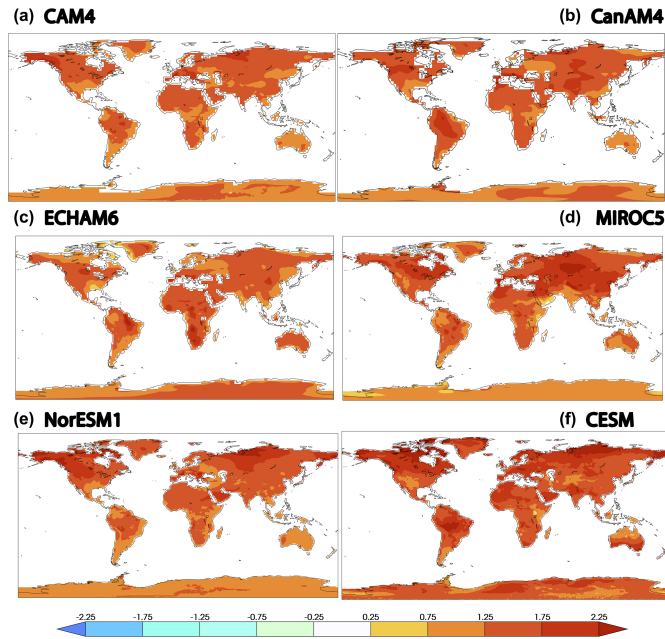 (a) CAM4
(b) CanAM4
(c) ECHAM6
(d) MIROC5
(e) NorESM1
(f) CESM
-2.25 -1.75 -1.25 -0.75 -0.25 0.25 0.75 1.25 1.75 2.25